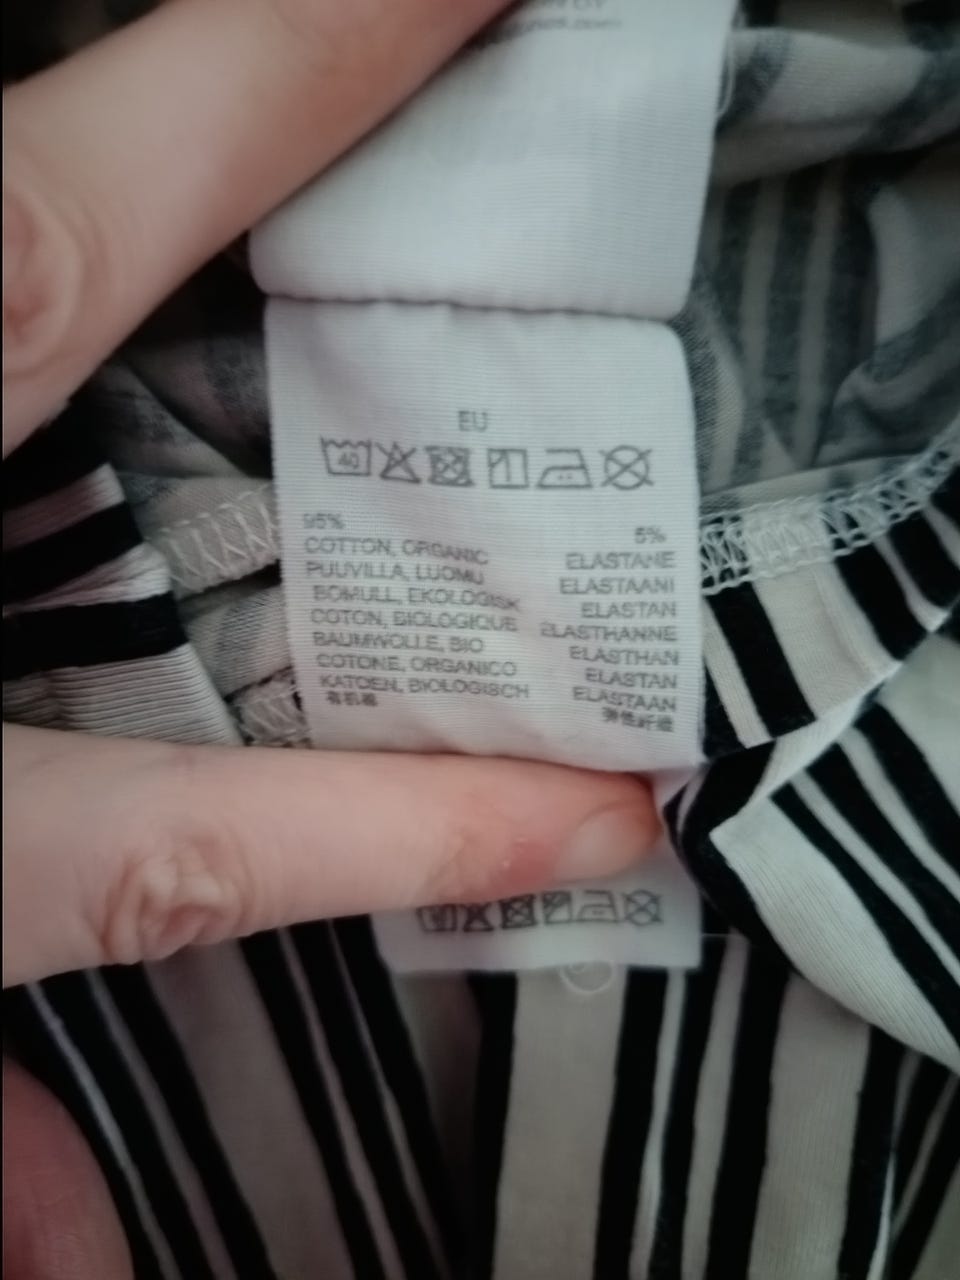 EU
40
95%
COTTON, ORGANIC
PUUVILLA, LUOMU
BOMULL, EKOLOGISK
COTON, BIOLOGIQUE
BAUMWOLLE, BIO
COTONE, ORGANICO
KATOEN, BIOLOGISCH
有机棉
5%
ELASTANE
ELASTAANI
ELASTAN
ELASTHANNE
ELASTHAN
ELASTAN
ELASTAAN
弹性纤维